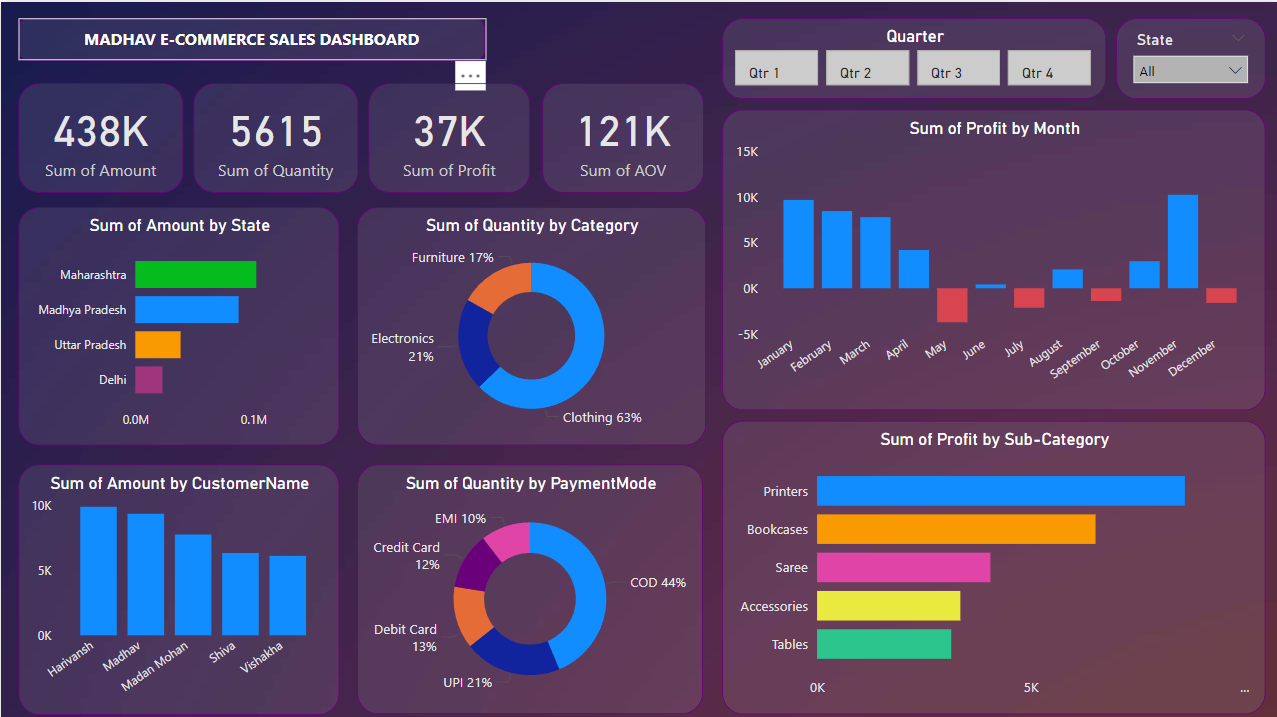 MADHAV E-COMMERCE SALES DASHBOARD
...
Quarter
Qtr 1
Qtr 2
Qtr 3
Qtr 4
State
All
438K
Sum of Amount
5615
Sum of Quantity
37K
Sum of Profit
121K
Sum of AOV
Sum of Amount by State
Maharashtra
Madhya Pradesh
Uttar Pradesh
Delhi
0.0M
0.1M
Sum of Quantity by Category
Furniture 17%
Electronics
21%
Clothing 63%
Sum of Profit by Month
15K
10K
5K
0K
-5K
January
February
March
April
May
June
July
August
September
October
November
December
Sum of Amount by CustomerName
10K
5K
0K
Harivansh
Madhav
Madan Mohan
Shiva
Vishakha
Sum of Quantity by PaymentMode
EMI 10%
Credit Card
12%
Debit Card
13%
UPI 21%
COD 44%
Sum of Profit by Sub-Category
Printers
Bookcases
Saree
Accessories
Tables
0K
5K
...